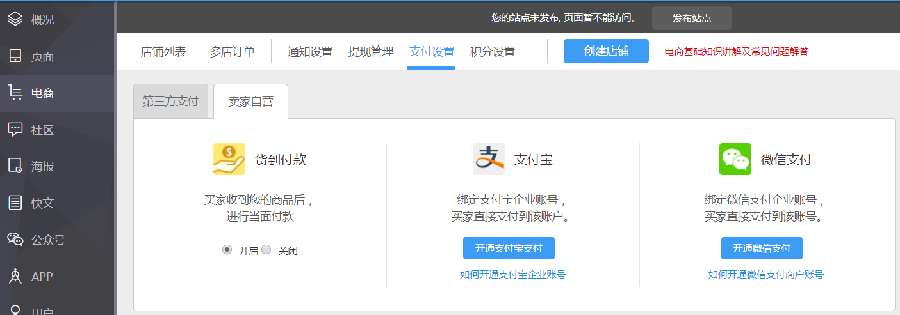 概况
页面
电商
社区
海报
快文
公众号
APP
用户
您的站点未发布, 页面暂不能访问。
发布站点
店铺列表
多店订单
通知设置
提现管理
支付设置
积分设置
创建店铺
电商基础知识讲解及常见问题解答
第三方支付
卖家自营
货到付款
买家收到您的商品后，
进行当面付款
开启
关闭
支付宝
绑定支付宝企业账号，
买家直接支付到该账户。
开通支付宝支付
如何开通支付宝企业账号
微信支付
绑定微信支付企业账号，
买家直接支付到该账号。
开通微信支付
如何开通微信支付商户账号